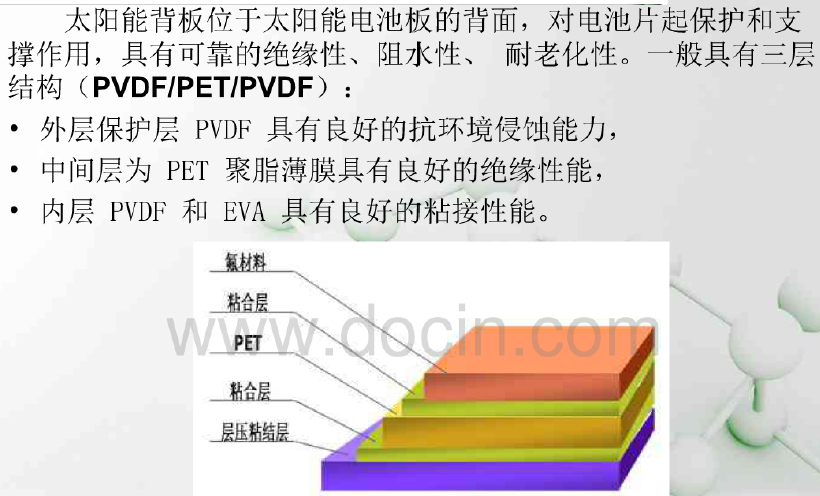 太阳能背板位于太阳能电池板的背面，对电池片起保护和支
撑作用，具有可靠的绝缘性、阻水性、 耐老化性。一般具有三层
结构（PVDF/PET/PVDF）：
• 外层保护层 PVDF 具有良好的抗环境侵蚀能力，
• 中间层为 PET 聚脂薄膜具有良好的绝缘性能，
• 内层 PVDF 和 EVA 具有良好的粘接性能。
氟材料
粘合层
www.docin.com
PET
粘合层
层压粘结层